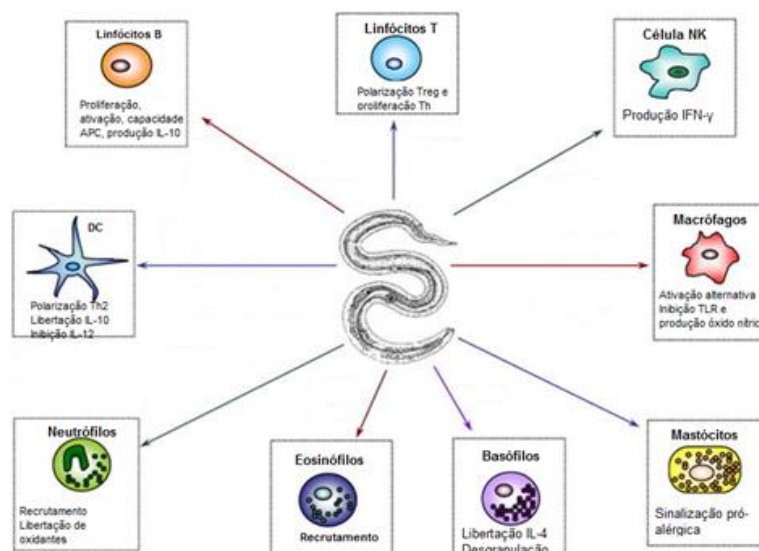 Linfócitos B
Proliferação,
ativação, capacidade
APC, produção IL-10
Linfócitos T
Polarização Treg e
proliferação Th
Célula NK
Produção IFN-γ
DC
Polarização Th2
Libertação IL-10
Inibição IL-12
Macrófagos
Ativação alternativa
Inibição TLR e
produção óxido nítric
Neutrófilos
Recrutamento
Libertação de
oxidantes
Eosinófilos
Recrutamento
Basófilos
Libertação IL-4
Desgranulação
Mastócitos
Sinalização pró-
alérgica